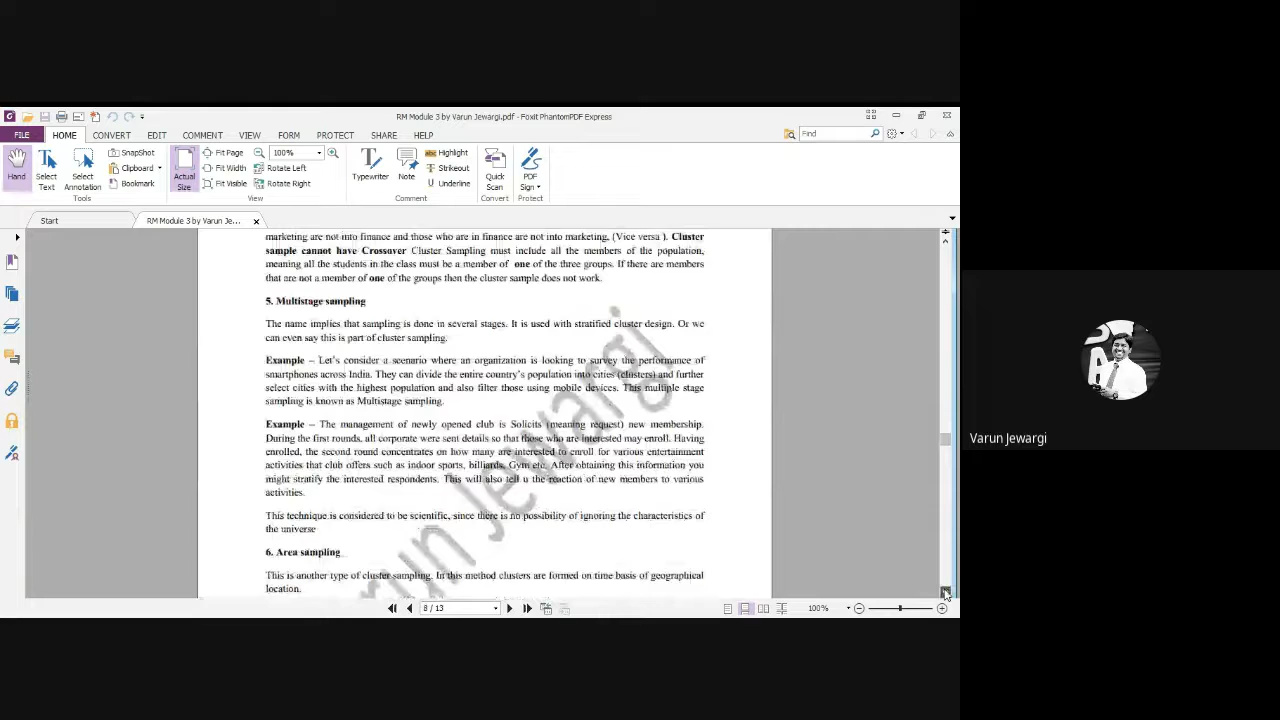 RM Module 3 by Varun Jewargi.pdf - Foxit PhantomPDF Express
FILE HOME CONVERT EDIT COMMENT VIEW FORM PROTECT SHARE HELP Find
Hand
Select Text
Select Annotation
SnapShot
Clipboard
Bookmark
Tools
Actual Size
Fit Page
Fit Width
Fit Visible
100%
Rotate Left
Rotate Right
View
Typewriter
Note
Highlight
Strikeout
Underline
Comment
Quick Scan
Convert
PDF Sign
Protect
Start RM Module 3 by Varun Je...
marketing are not into finance and those who are in finance are not into marketing, (Vice versa ). Cluster
sample cannot have Crossover Cluster Sampling must include all the members of the population,
meaning all the students in the class must be a member of one of the three groups. If there are members
that are not a member of one of the groups then the cluster sample does not work.
5. Multistage sampling
The name implies that sampling is done in several stages. It is used with stratified cluster design. Or we
can even say this is part of cluster sampling.
Example – Let's consider a scenario where an organization is looking to survey the performance of
smartphones across India. They can divide the entire country's population into cities (clusters) and further
select cities with the highest population and also filter those using mobile devices. This multiple stage
sampling is known as Multistage sampling.
Example – The management of newly opened club is Solicits (meaning request) new membership.
During the first rounds, all corporate were sent details so that those who are interested may enroll. Having
enrolled, the second round concentrates on how many are interested to enroll for various entertainment
activities that club offers such as indoor sports, billiards, Gym etc. After obtaining this information you
might stratify the interested respondents. This will also tell u the reaction of new members to various
activities.
This technique is considered to be scientific, since there is no possibility of ignoring the characteristics of
the universe
6. Area sampling
This is another type of cluster sampling. In this method clusters are formed on time basis of geographical
location.
arun Jewargi
8 / 13
100%
Varun Jewargi